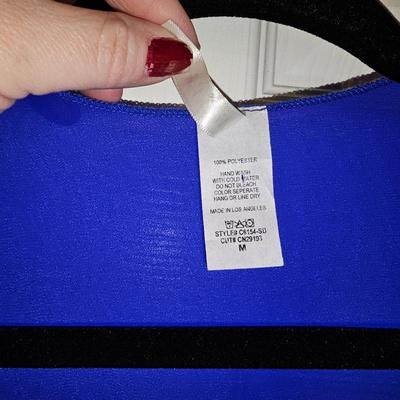 100% POLYESTER
HAND WASH
WITH COLD WATER
DO NOT BLEACH
COLOR SEPERATE
HANG OR LINE DRY
MADE IN LOS ANGELES
STYLE# C6154-SD
CUT# CN29193
M